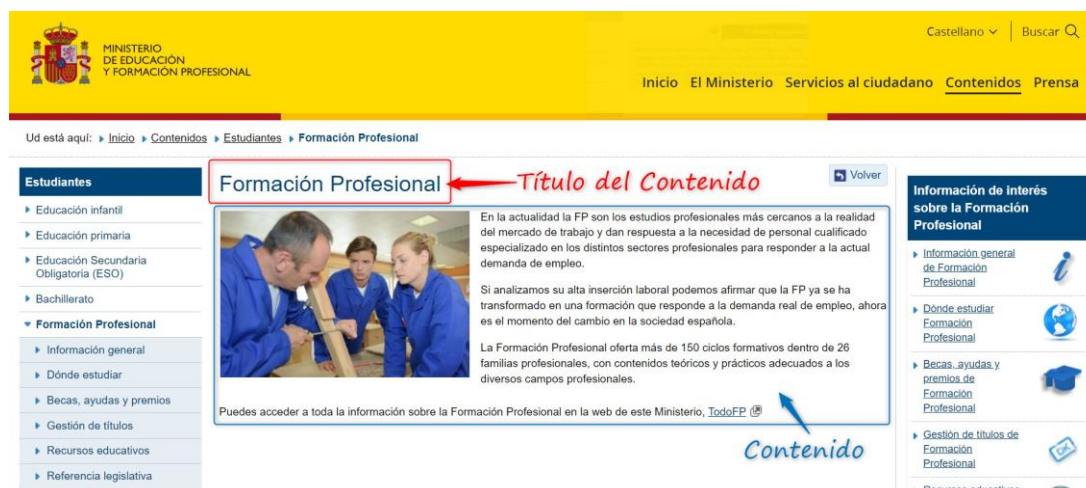 MINISTERIO
DE EDUCACIÓN
Y FORMACIÓN PROFESIONAL
Castellano
Buscar
Inicio El Ministerio Servicios al ciudadano Contenidos Prensa
Ud está aquí: Inicio Contenidos Estudiantes Formación Profesional
Estudiantes
Educación infantil
Educación primaria
Educación Secundaria
Obligatoria (ESO)
Bachillerato
Formación Profesional
Información general
Dónde estudiar
Becas, ayudas y premios
Gestión de títulos
Recursos educativos
Referencia legislativa
Formación Profesional
Título del Contenido
Volver
En la actualidad la FP son los estudios profesionales más cercanos a la realidad
del mercado de trabajo y dan respuesta a la necesidad de personal cualificado
especializado en los distintos sectores profesionales para responder a la actual
demanda de empleo.
Si analizamos su alta inserción laboral podemos afirmar que la FP ya se ha
transformado en una formación que responde a la demanda real de empleo, ahora
es el momento del cambio en la sociedad española.
La Formación Profesional oferta más de 150 ciclos formativos dentro de 26
familias profesionales, con contenidos teóricos y prácticos adecuados a los
diversos campos profesionales.
Puedes acceder a toda la información sobre la Formación Profesional en la web de este Ministerio, TodoFP
Contenido
Información de interés
sobre la Formación
Profesional
Información general
de Formación
Profesional
Dónde estudiar
Formación
Profesional
Becas, ayudas y
premios de
Formación
Profesional
Gestión de títulos de
Formación
Profesional